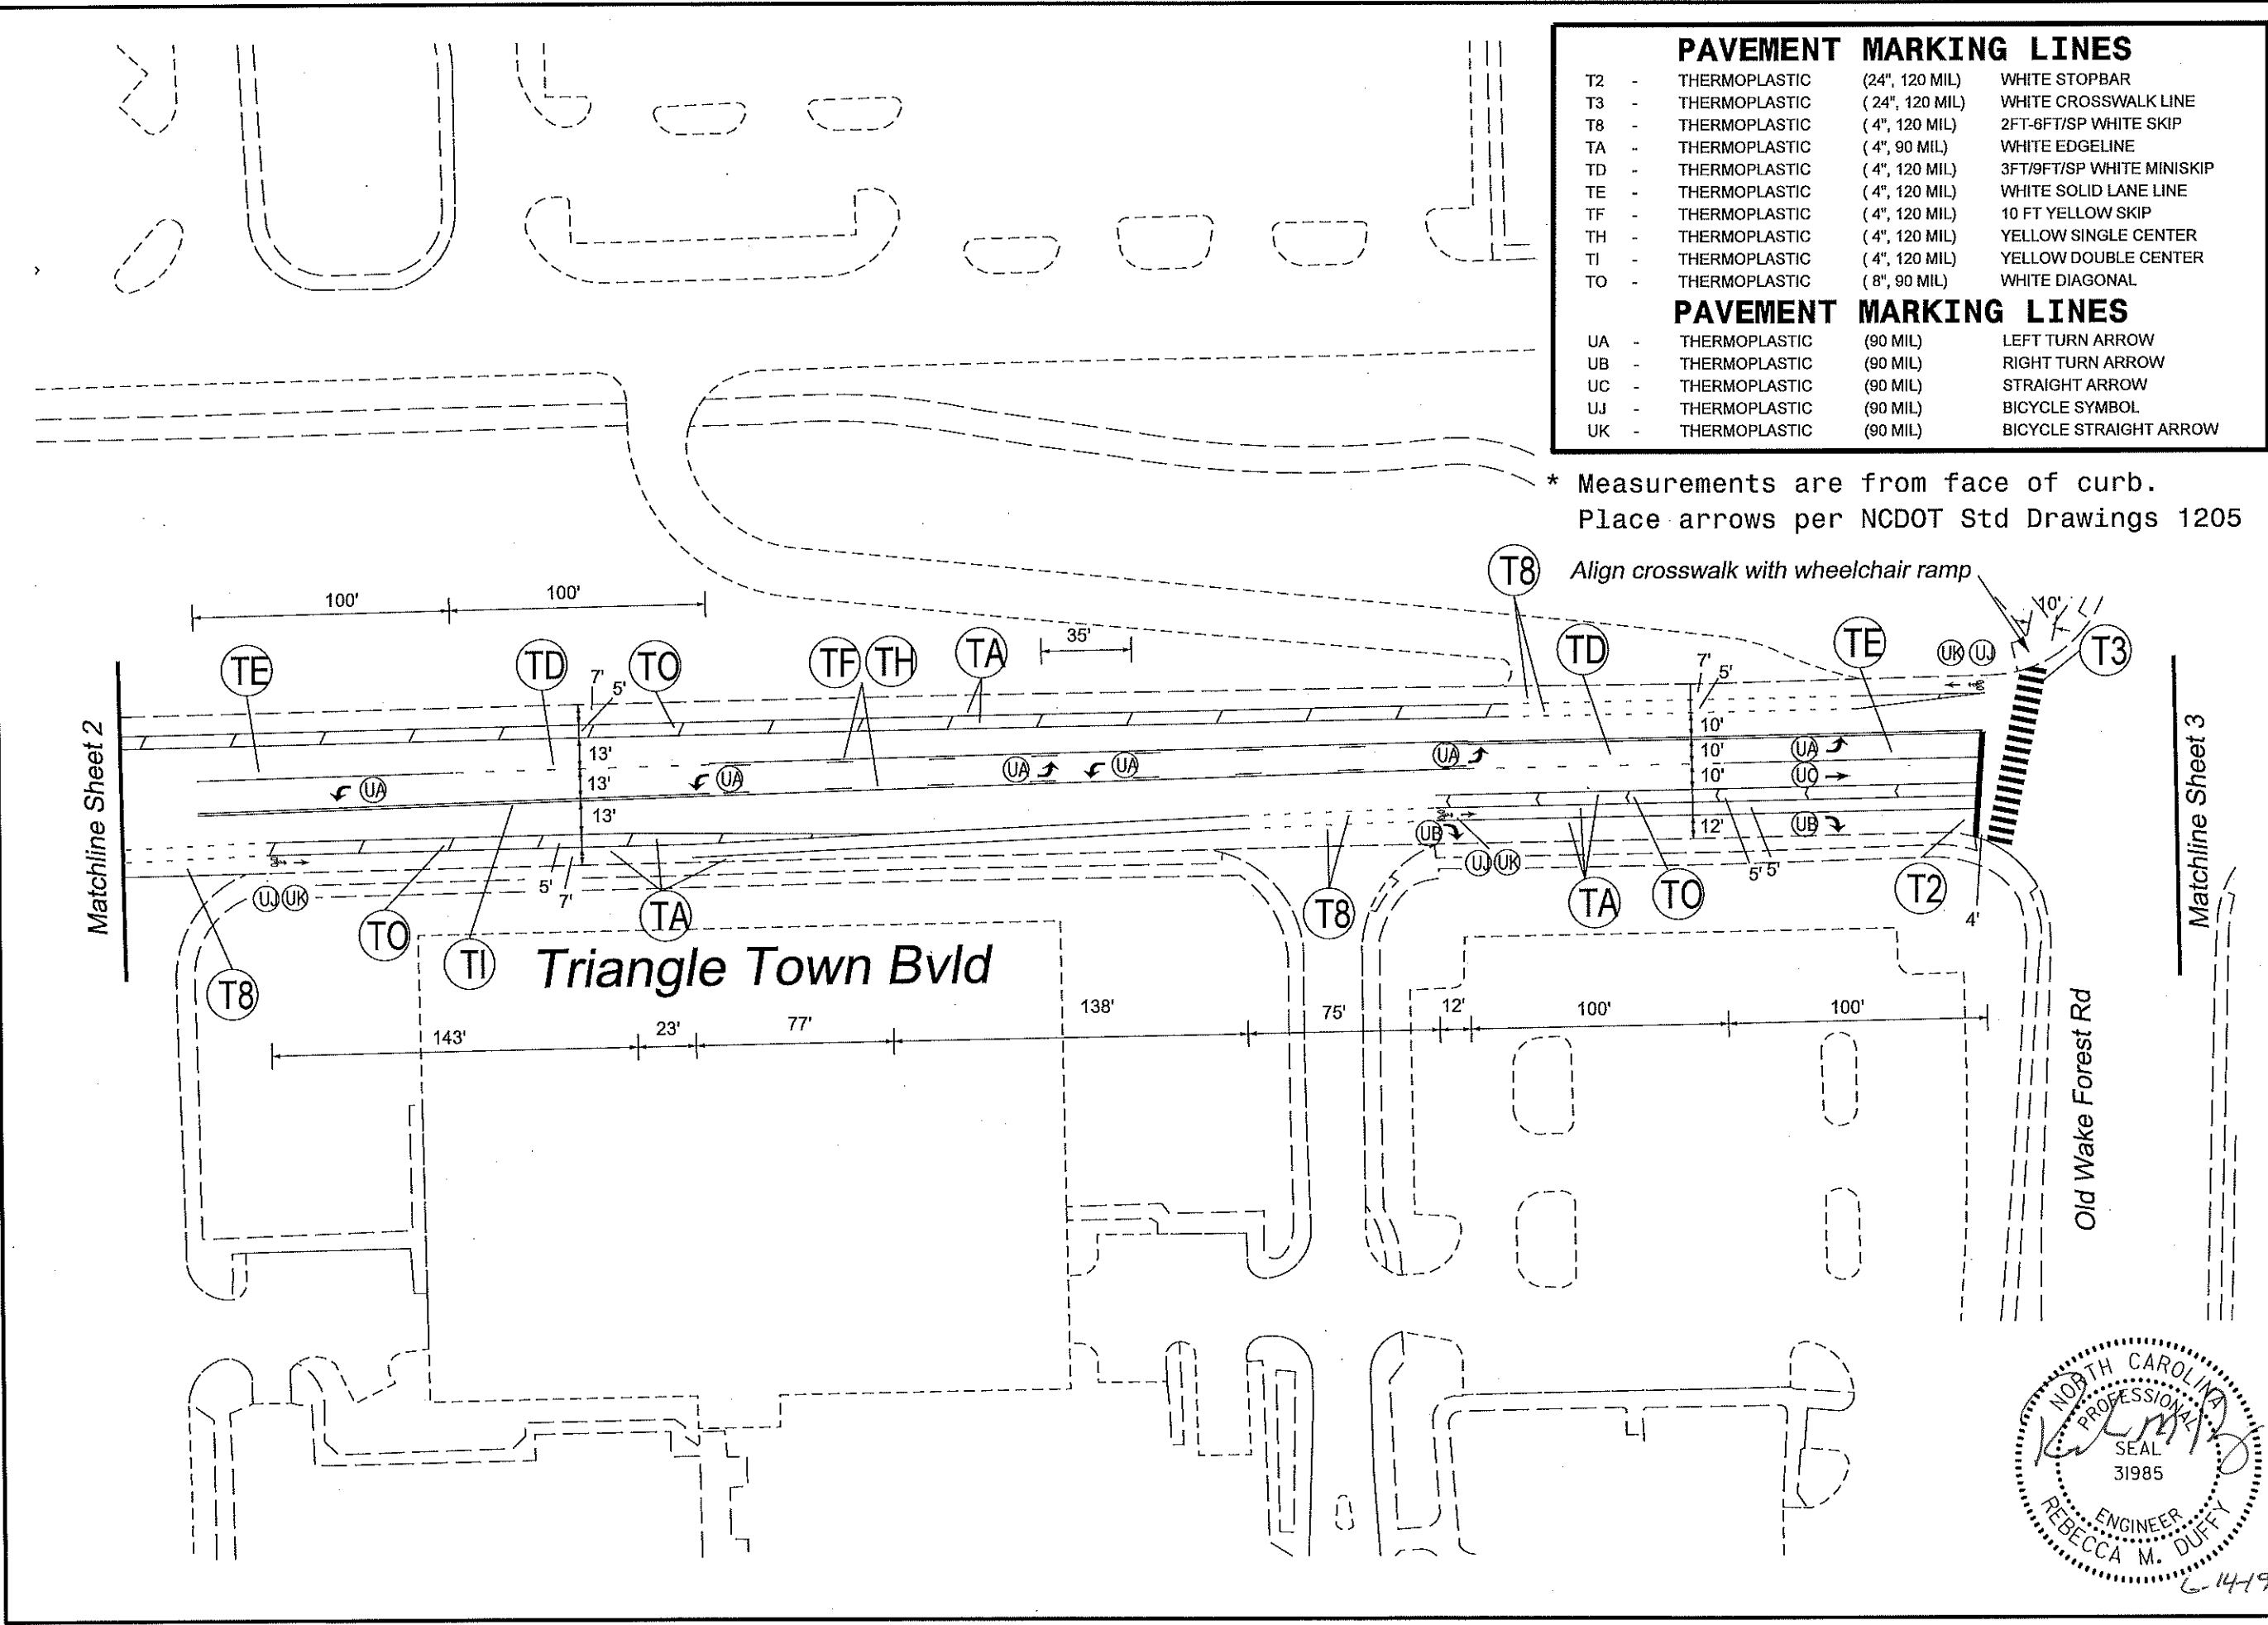 PAVEMENT MARKING LINES
T2 - THERMOPLASTIC (24", 120 MIL) WHITE STOPBAR
T3 - THERMOPLASTIC ( 24", 120 MIL) WHITE CROSSWALK LINE
T8 - THERMOPLASTIC ( 4", 120 MIL) 2FT-6FT/SP WHITE SKIP
TA - THERMOPLASTIC ( 4", 90 MIL) WHITE EDGELINE
TD - THERMOPLASTIC ( 4", 120 MIL) 3FT/9FT/SP WHITE MINISKIP
TE - THERMOPLASTIC ( 4", 120 MIL) WHITE SOLID LANE LINE
TF - THERMOPLASTIC ( 4", 120 MIL) 10 FT YELLOW SKIP
TH - THERMOPLASTIC ( 4", 120 MIL) YELLOW SINGLE CENTER
TI - THERMOPLASTIC ( 4", 120 MIL) YELLOW DOUBLE CENTER
TO - THERMOPLASTIC ( 8", 90 MIL) WHITE DIAGONAL
PAVEMENT MARKING LINES
UA - THERMOPLASTIC (90 MIL) LEFT TURN ARROW
UB - THERMOPLASTIC (90 MIL) RIGHT TURN ARROW
UC - THERMOPLASTIC (90 MIL) STRAIGHT ARROW
UJ - THERMOPLASTIC (90 MIL) BICYCLE SYMBOL
UK - THERMOPLASTIC (90 MIL) BICYCLE STRAIGHT ARROW
* Measurements are from face of curb.
Place arrows per NCDOT Std Drawings 1205
T8 Align crosswalk with wheelchair ramp
100' 100' 10'
35'
TE TD TO TF TH TA TD TE UK UJ T3
7' 5' 7' 5'
10'
13' UA 10' UA
UA UA UA 10' UC
13' UA
13'
12' UB
UB
UJ UK
5' 7' 5' 5'
UJ UK
TO TI TA T8 TA TO T2 4'
T8
Matchline Sheet 2
Matchline Sheet 3
Triangle Town Bvld
143' 23' 77' 138' 75' 12' 100' 100'
Old Wake Forest Rd
NORTH CAROLINA
PROFESSIONAL
SEAL
31985
ENGINEER
REBECCA M. DUFFY